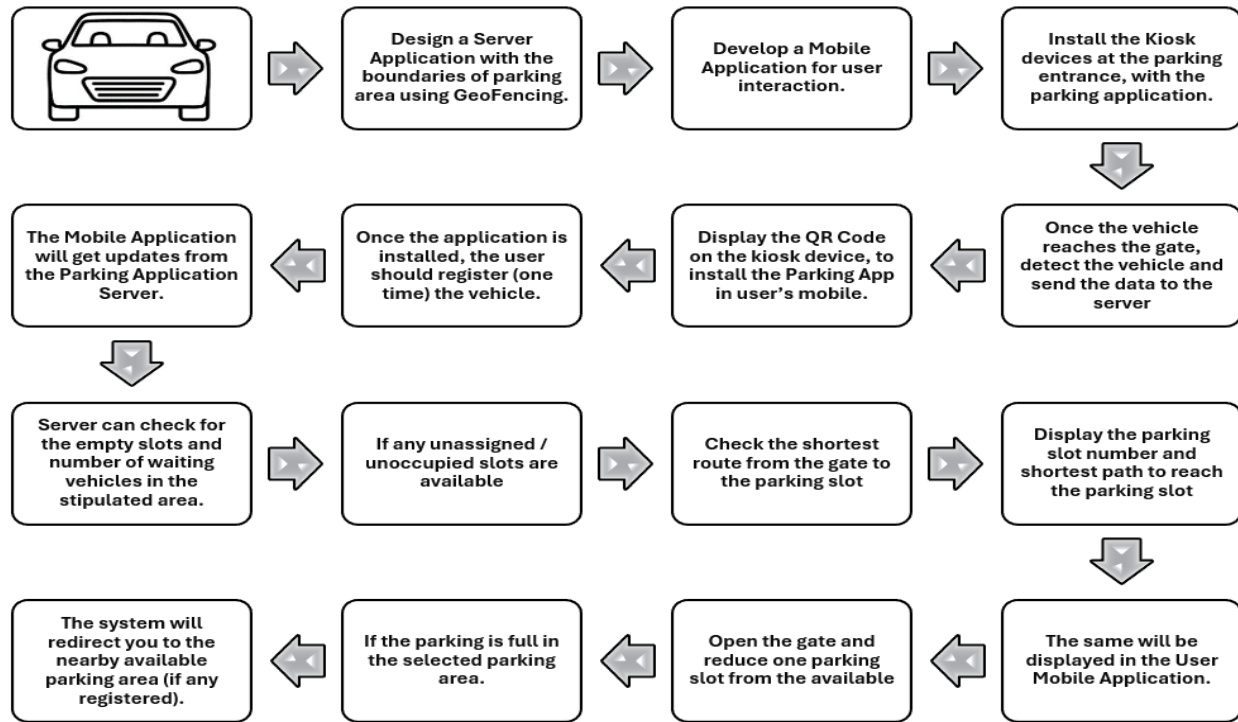 Design a Server
Application with the
boundaries of parking
area using GeoFencing.
Develop a Mobile
Application for user
interaction.
Install the Kiosk
devices at the parking
entrance, with the
parking application.
Once the vehicle
reaches the gate,
detect the vehicle and
send the data to the
server
Display the QR Code
on the kiosk device, to
install the Parking App
in user's mobile.
Once the application is
installed, the user
should register (one
time) the vehicle.
The Mobile Application
will get updates from
the Parking Application
Server.
Server can check for
the empty slots and
number of waiting
vehicles in the
stipulated area.
If any unassigned /
unoccupied slots are
available
Check the shortest
route from the gate to
the parking slot
Display the parking
slot number and
shortest path to reach
the parking slot
The same will be
displayed in the User
Mobile Application.
Open the gate and
reduce one parking
slot from the available
If the parking is full in
the selected parking
area.
The system will
redirect you to the
nearby available
parking area (if any
registered).